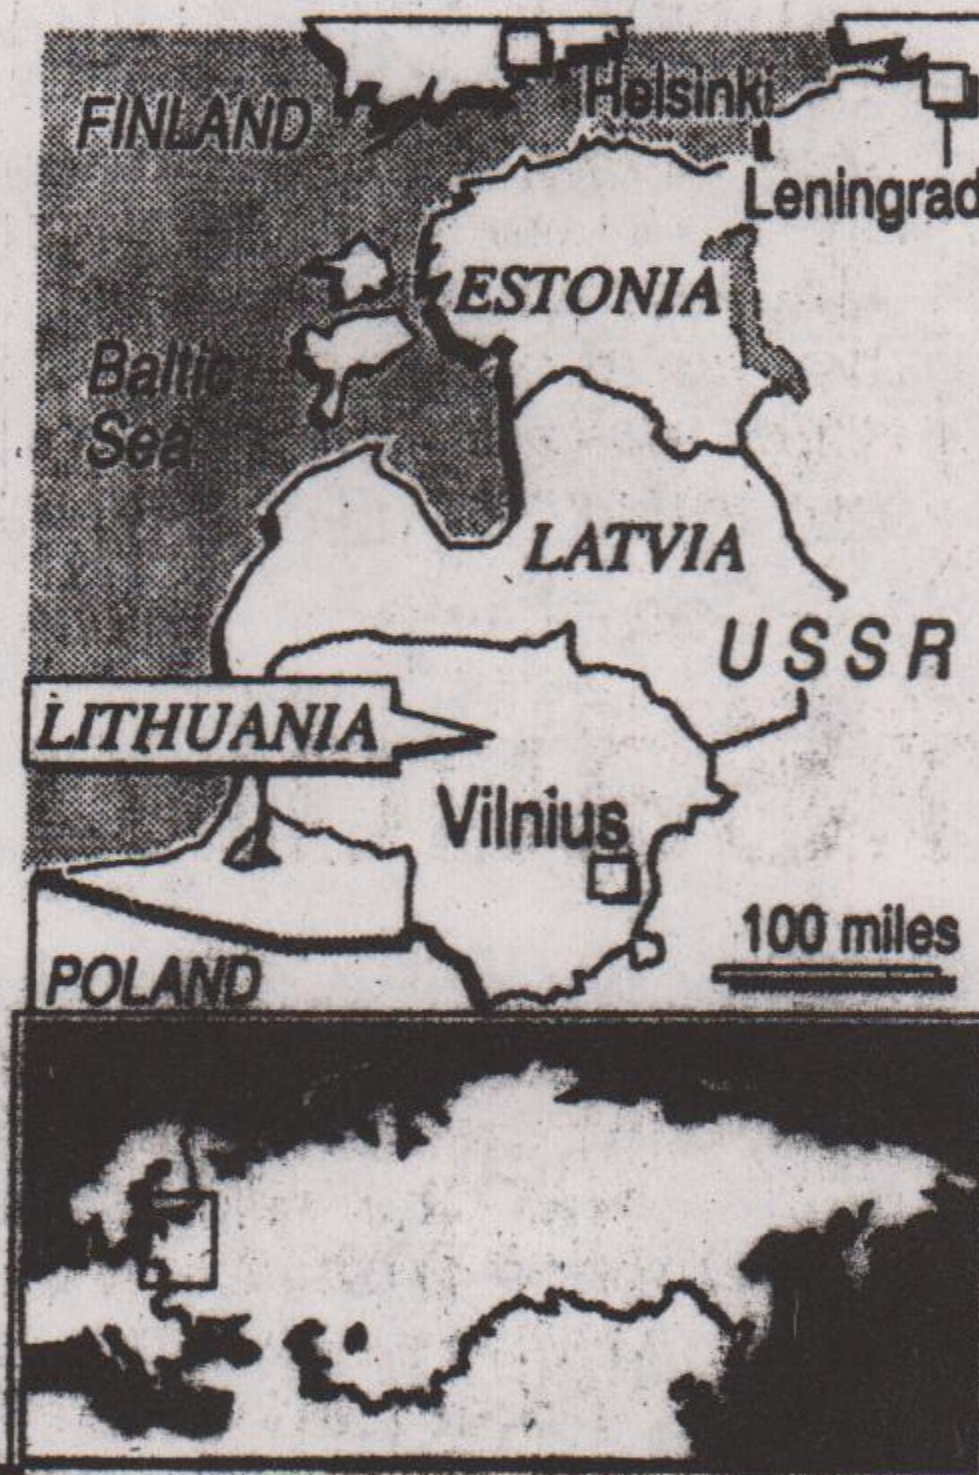 FINLAND
Helsinki
Leningrad
ESTONIA
Baltic
Sea
LATVIA
USSR
LITHUANIA
Vilnius
100 miles
POLAND